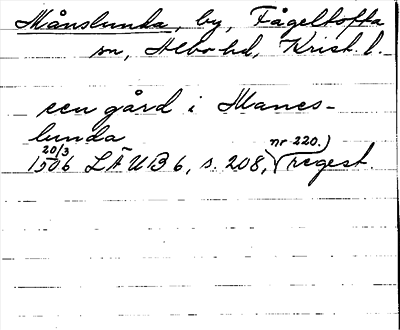 Månslunda, by, Fågeltofta
sn, Albo hd, Krist. l.
een gård i Manes-
lunda
20/3
nr 220.)
1506 LÄUB 6, s. 208, regest.